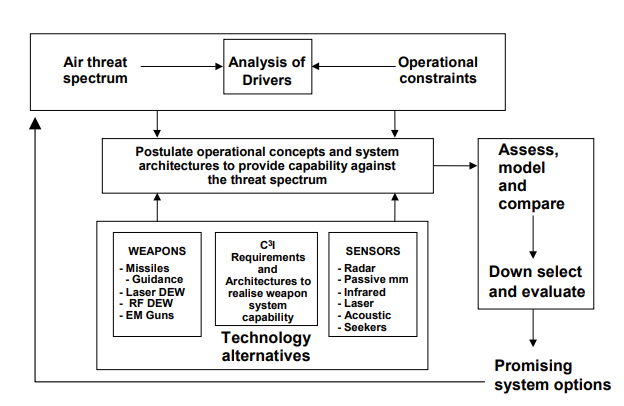 Air threat
spectrum
Analysis of
Drivers
Operational
constraints
Postulate operational concepts and system
architectures to provide capability against
the threat spectrum
Assess,
model
and
compare
Down select
and evaluate
Promising
system options
WEAPONS
- Missiles
- Guidance
- Laser DEW
- RF DEW
- EM Guns
C³I
Requirements
and
Architectures to
realise weapon
system
capability
SENSORS
- Radar
- Passive mm
- Infrared
- Laser
- Acoustic
- Seekers
Technology
alternatives